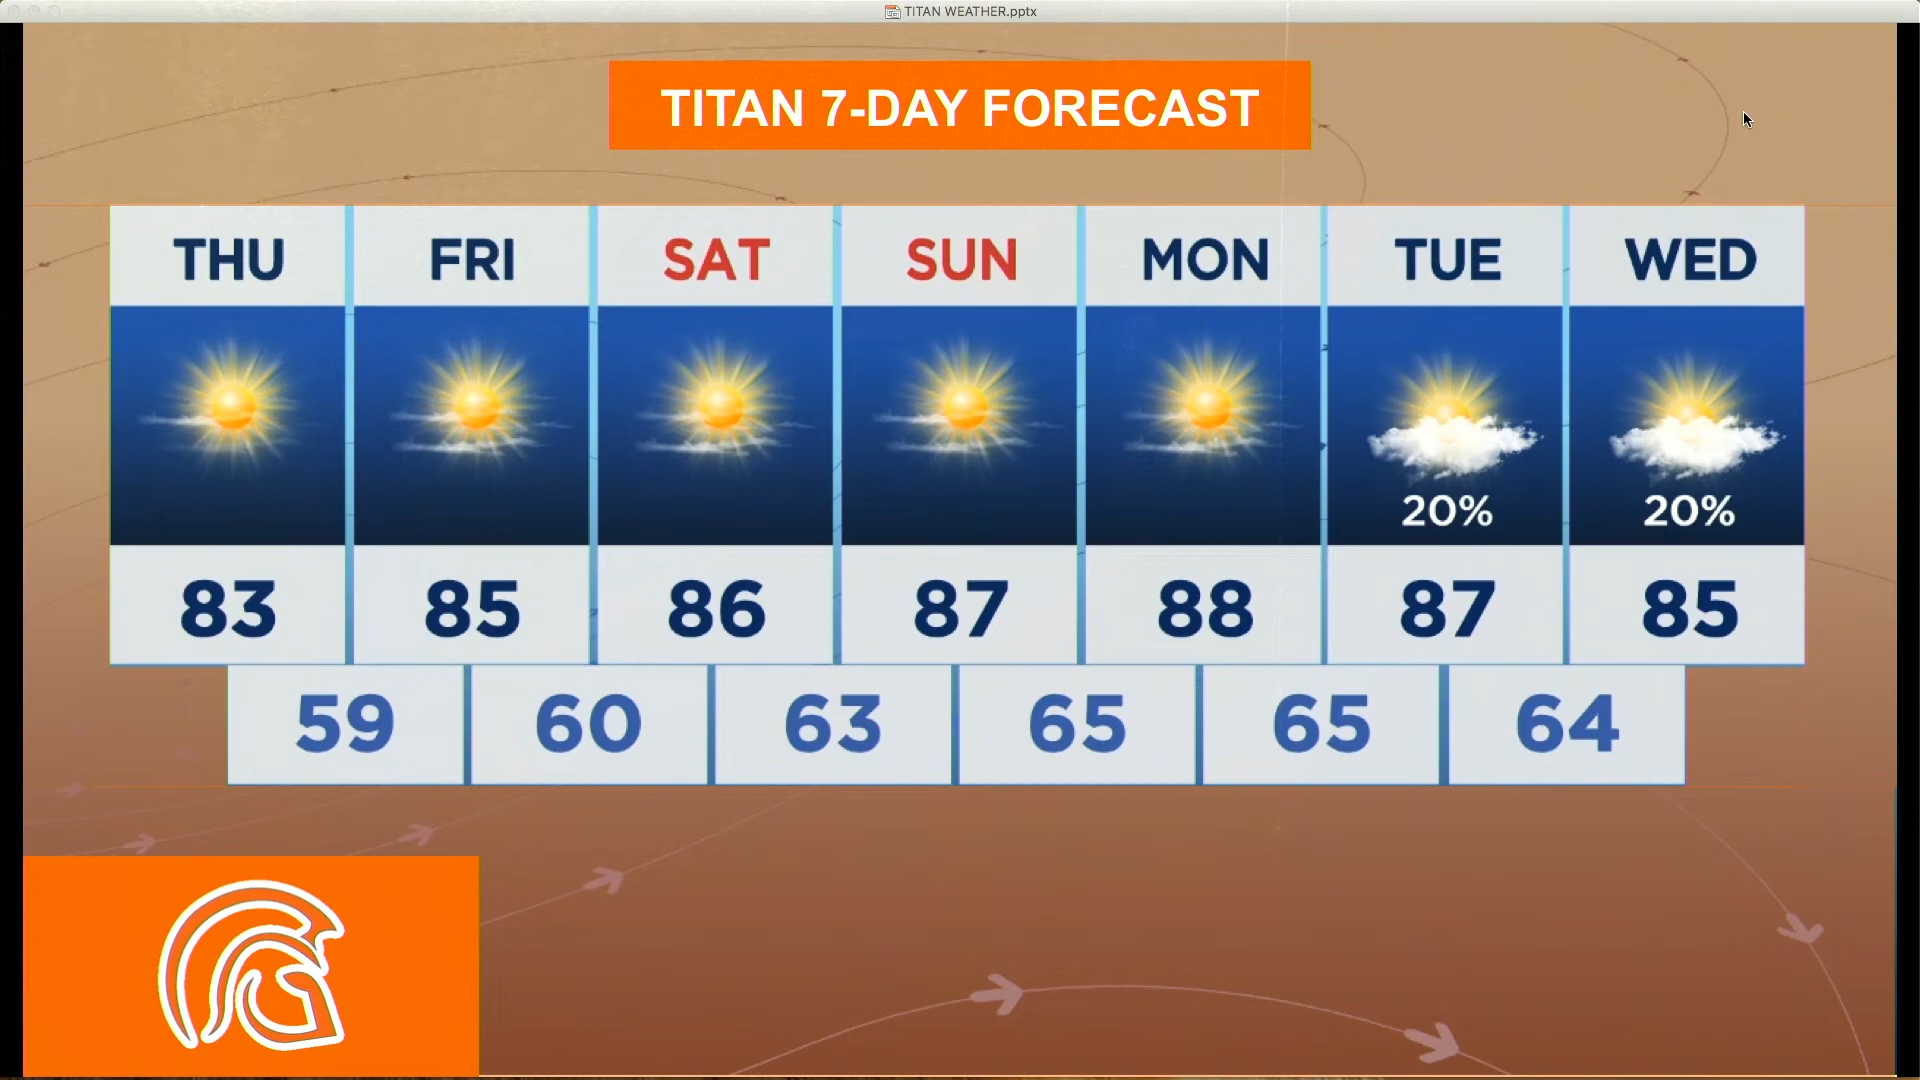 TITAN WEATHER.pptx
TITAN 7-DAY FORECAST
THU FRI SAT SUN MON TUE WED
20% 20%
83 85 86 87 88 87 85
59 60 63 65 65 64